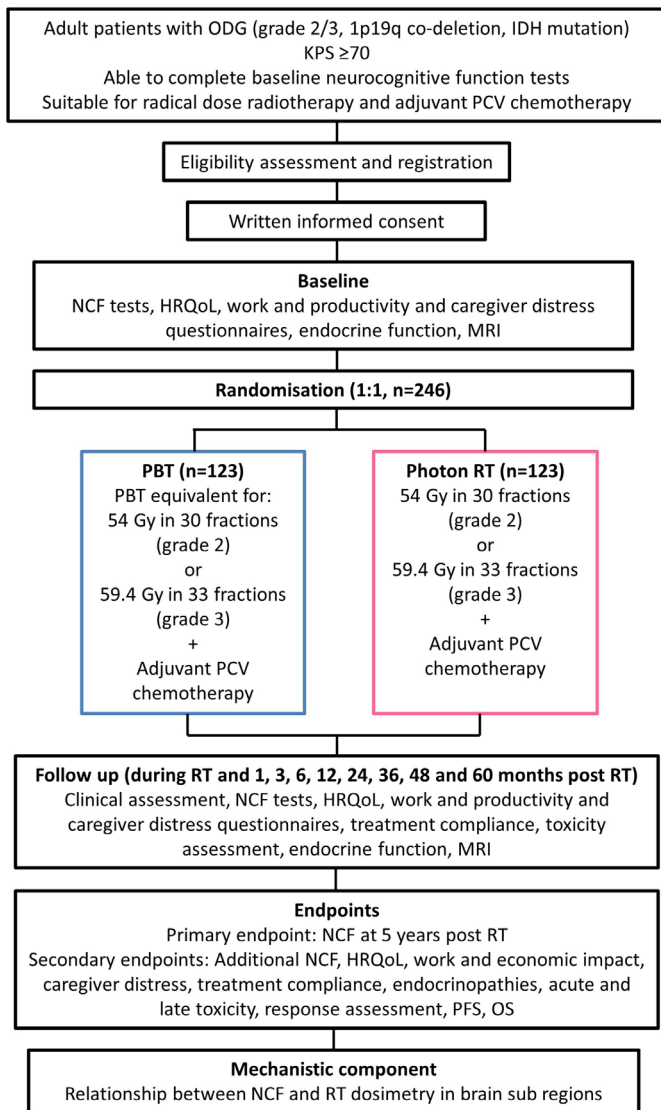 Adult patients with ODG (grade 2/3, 1p19q co-deletion, IDH mutation)
KPS ≥70
Able to complete baseline neurocognitive function tests
Suitable for radical dose radiotherapy and adjuvant PCV chemotherapy
Eligibility assessment and registration
Written informed consent
Baseline
NCF tests, HRQoL, work and productivity and caregiver distress
questionnaires, endocrine function, MRI
Randomisation (1:1, n=246)
PBT (n=123)
PBT equivalent for:
54 Gy in 30 fractions
(grade 2)
or
59.4 Gy in 33 fractions
(grade 3)
+
Adjuvant PCV
chemotherapy
Photon RT (n=123)
54 Gy in 30 fractions
(grade 2)
or
59.4 Gy in 33 fractions
(grade 3)
+
Adjuvant PCV
chemotherapy
Follow up (during RT and 1, 3, 6, 12, 24, 36, 48 and 60 months post RT)
Clinical assessment, NCF tests, HRQoL, work and productivity and
caregiver distress questionnaires, treatment compliance, toxicity
assessment, endocrine function, MRI
Endpoints
Primary endpoint: NCF at 5 years post RT
Secondary endpoints: Additional NCF, HRQoL, work and economic impact,
caregiver distress, treatment compliance, endocrinopathies, acute and
late toxicity, response assessment, PFS, OS
Mechanistic component
Relationship between NCF and RT dosimetry in brain sub regions